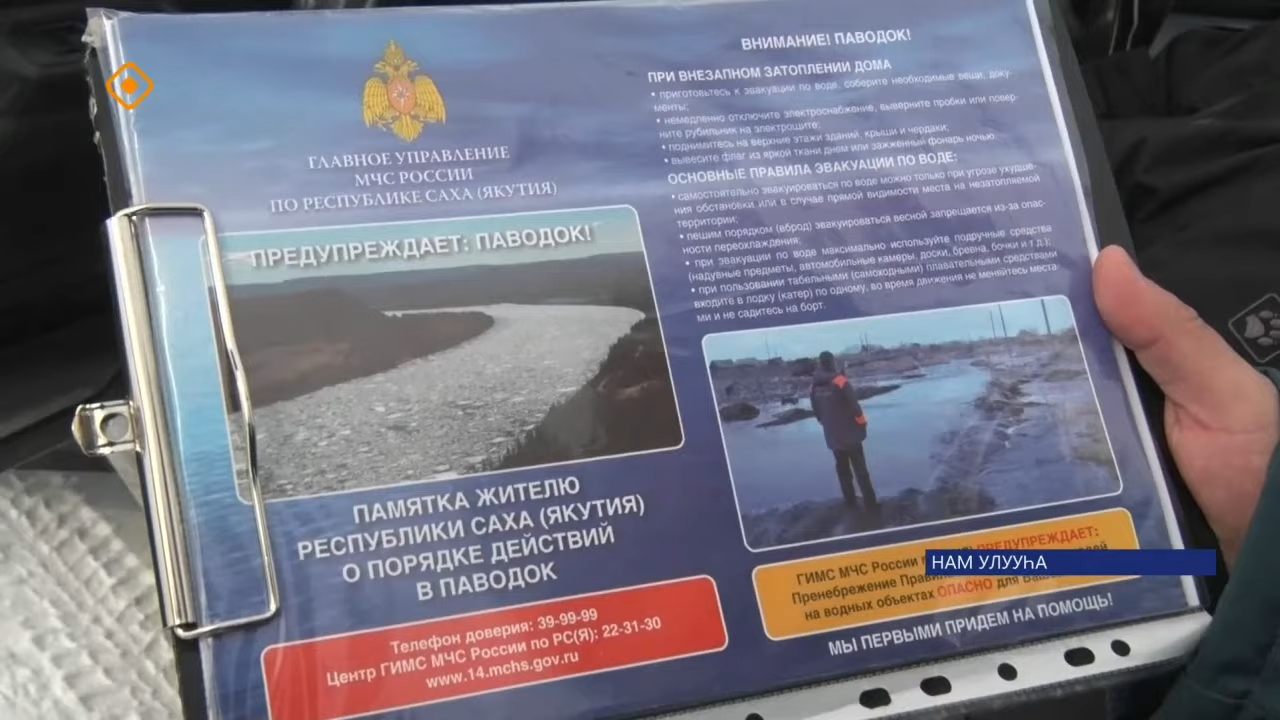 ГЛАВНОЕ УПРАВЛЕНИЕ
МЧС РОССИИ
ПО РЕСПУБЛИКЕ САХА (ЯКУТИЯ)
ПРЕДУПРЕЖДАЕТ: ПАВОДОК!
ПАМЯТКА ЖИТЕЛЮ
РЕСПУБЛИКИ САХА (ЯКУТИЯ)
О ПОРЯДКЕ ДЕЙСТВИЙ
В ПАВОДОК
Телефон доверия: 39-99-99
Центр ГИМС МЧС России по РС(Я): 22-31-30
www.14.mchs.gov.ru
ВНИМАНИЕ! ПАВОДОК!
ПРИ ВНЕЗАПНОМ ЗАТОПЛЕНИИ ДОМА
• приготовьтесь к эвакуации по воде, соберите необходимые вещи, доку-
менты;
• немедленно отключите электроснабжение, выверните пробки или повер-
ните рубильник на электрощите;
• поднимитесь на верхние этажи зданий, крыши и чердаки;
• вывесите флаг из яркой ткани днем или зажженный фонарь ночью.
ОСНОВНЫЕ ПРАВИЛА ЭВАКУАЦИИ ПО ВОДЕ:
• самостоятельно эвакуироваться по воде можно только при угрозе ухудше-
ния обстановки или в случае прямой видимости места на незатопляемой
территории;
• пешим порядком (вброд) эвакуироваться весной запрещается из-за опас-
ности переохлаждения;
• при эвакуации по воде максимально используйте подручные средства
(надувные предметы, автомобильные камеры, доски, бревна, бочки и т.д.);
• при пользовании табельными (самоходными) плавательными средствами
входите в лодку (катер) по одному, во время движения не меняйтесь места-
ми и не садитесь на борт.
ГИМС МЧС России ПРЕДУПРЕЖДАЕТ:
Пренебрежение
на водных объектах ОПАСНО для
МЫ ПЕРВЫМИ ПРИДЕМ НА ПОМОЩЬ!
НАМ УЛУУҺА